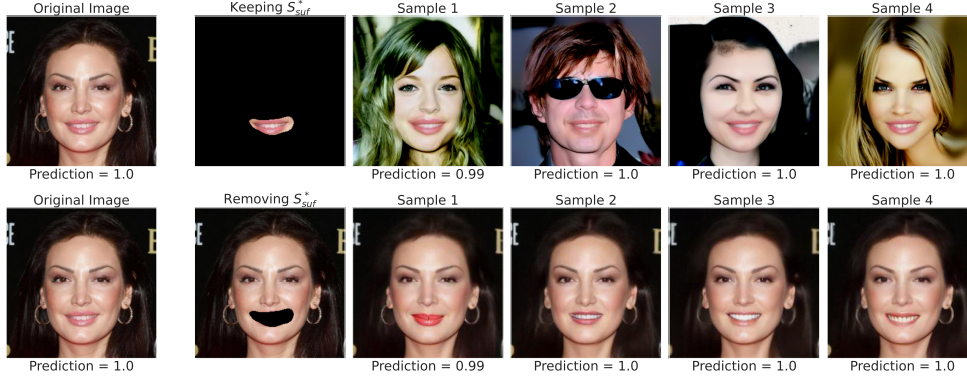 Original Image Keeping S*suf Sample 1 Sample 2 Sample 3 Sample 4
Prediction = 1.0 Prediction = 0.99 Prediction = 1.0 Prediction = 1.0 Prediction = 1.0
Original Image Removing S*suf Sample 1 Sample 2 Sample 3 Sample 4
Prediction = 1.0 Prediction = 0.99 Prediction = 1.0 Prediction = 1.0 Prediction = 1.0